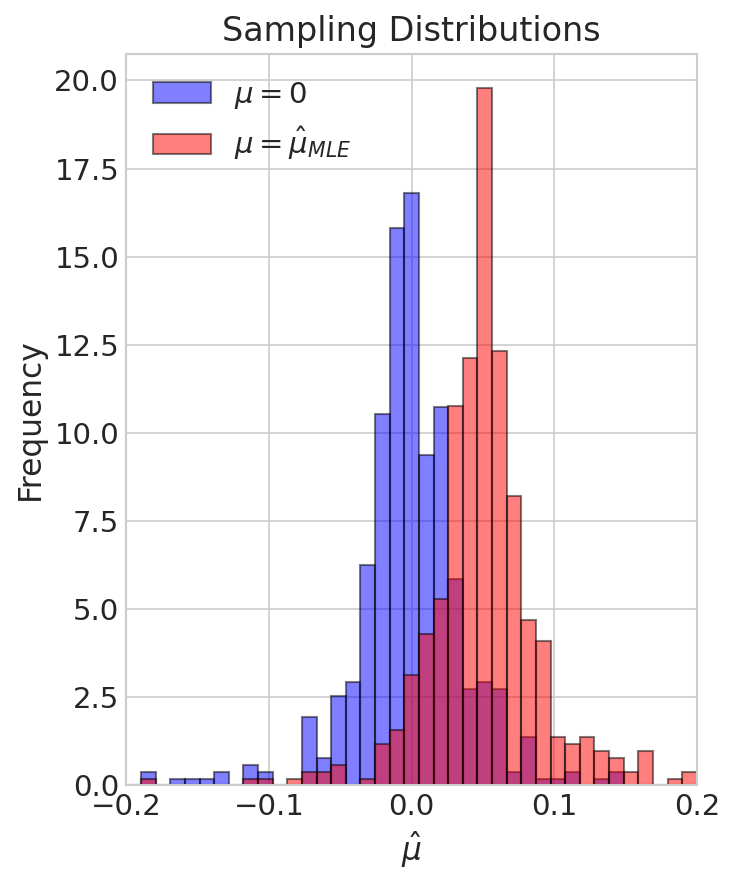 Sampling Distributions
μ = 0
μ = μ̂_MLE
Frequency
20.0
17.5
15.0
12.5
10.0
7.5
5.0
2.5
0.0
−0.2 −0.1 0.0 0.1 0.2
μ̂